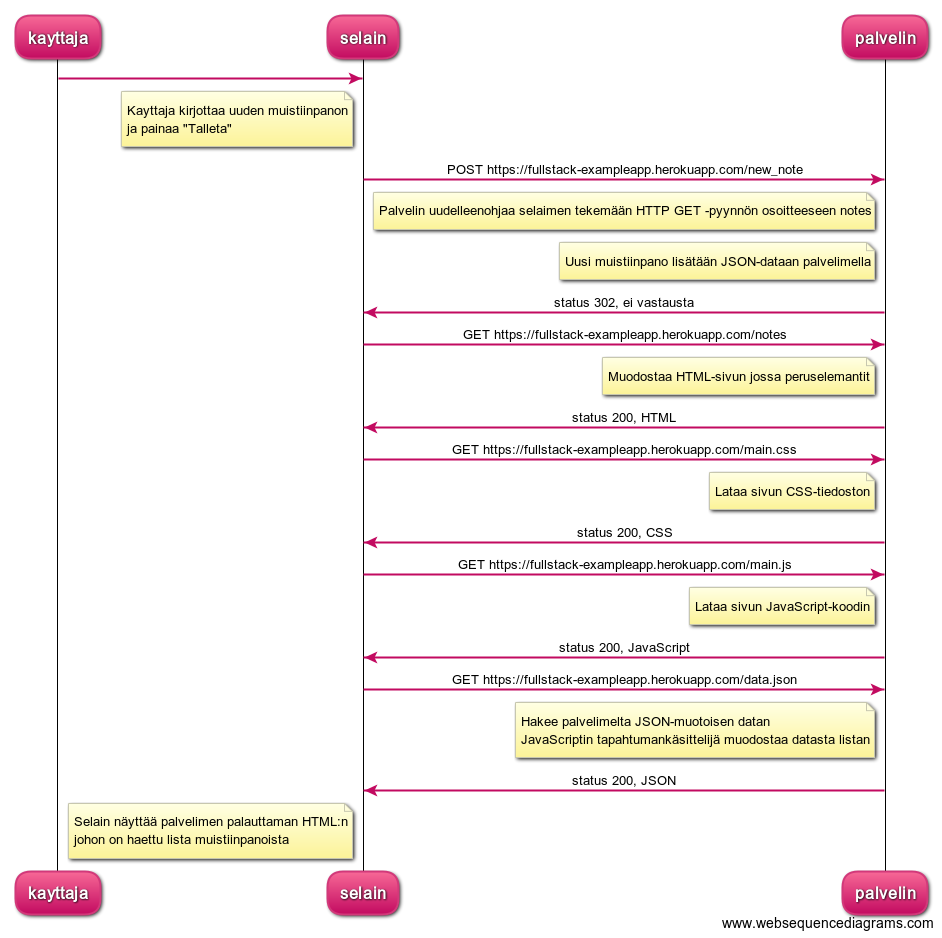 kayttaja
selain
palvelin
Kayttaja kirjottaa uuden muistiinpanon
ja painaa "Talleta"
POST https://fullstack-exampleapp.herokuapp.com/new_note
Palvelin uudelleenohjaa selaimen tekemään HTTP GET -pyynnön osoitteeseen notes
Uusi muistiinpano lisätään JSON-dataan palvelimella
status 302, ei vastausta
GET https://fullstack-exampleapp.herokuapp.com/notes
Muodostaa HTML-sivun jossa peruselemantit
status 200, HTML
GET https://fullstack-exampleapp.herokuapp.com/main.css
Lataa sivun CSS-tiedoston
status 200, CSS
GET https://fullstack-exampleapp.herokuapp.com/main.js
Lataa sivun JavaScript-koodin
status 200, JavaScript
GET https://fullstack-exampleapp.herokuapp.com/data.json
Hakee palvelimelta JSON-muotoisen datan
JavaScriptin tapahtumankäsittelijä muodostaa datasta listan
status 200, JSON
Selain näyttää palvelimen palauttaman HTML:n
johon on haettu lista muistiinpanoista
kayttaja
selain
palvelin
www.websequencediagrams.com